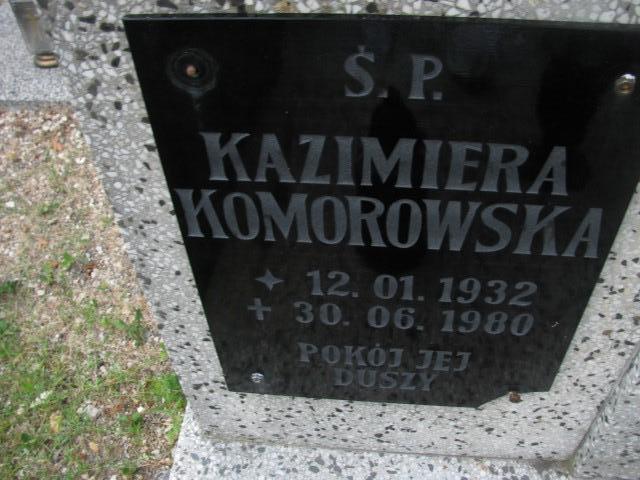 Ś. P.
KAZIMIERA
KOMOROWSKA
12. 01. 1932
30. 06. 1980
POKÓJ JEJ
DUSZY